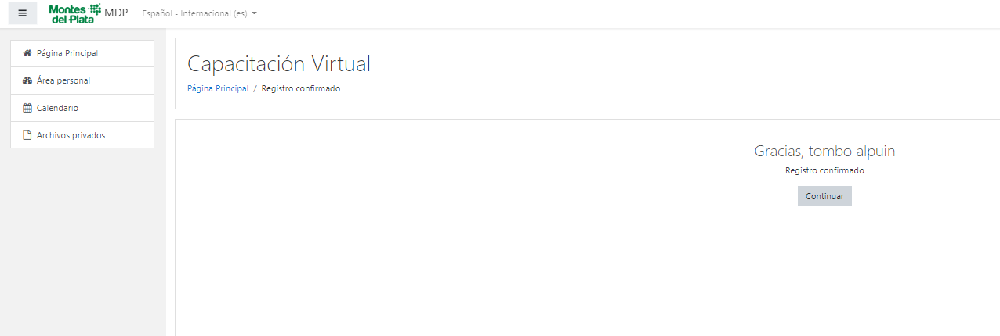 Montes del Plata MDP Español - Internacional (es)
Página Principal
Área personal
Calendario
Archivos privados
Capacitación Virtual
Página Principal / Registro confirmado
Gracias, tombo alpuin
Registro confirmado
Continuar